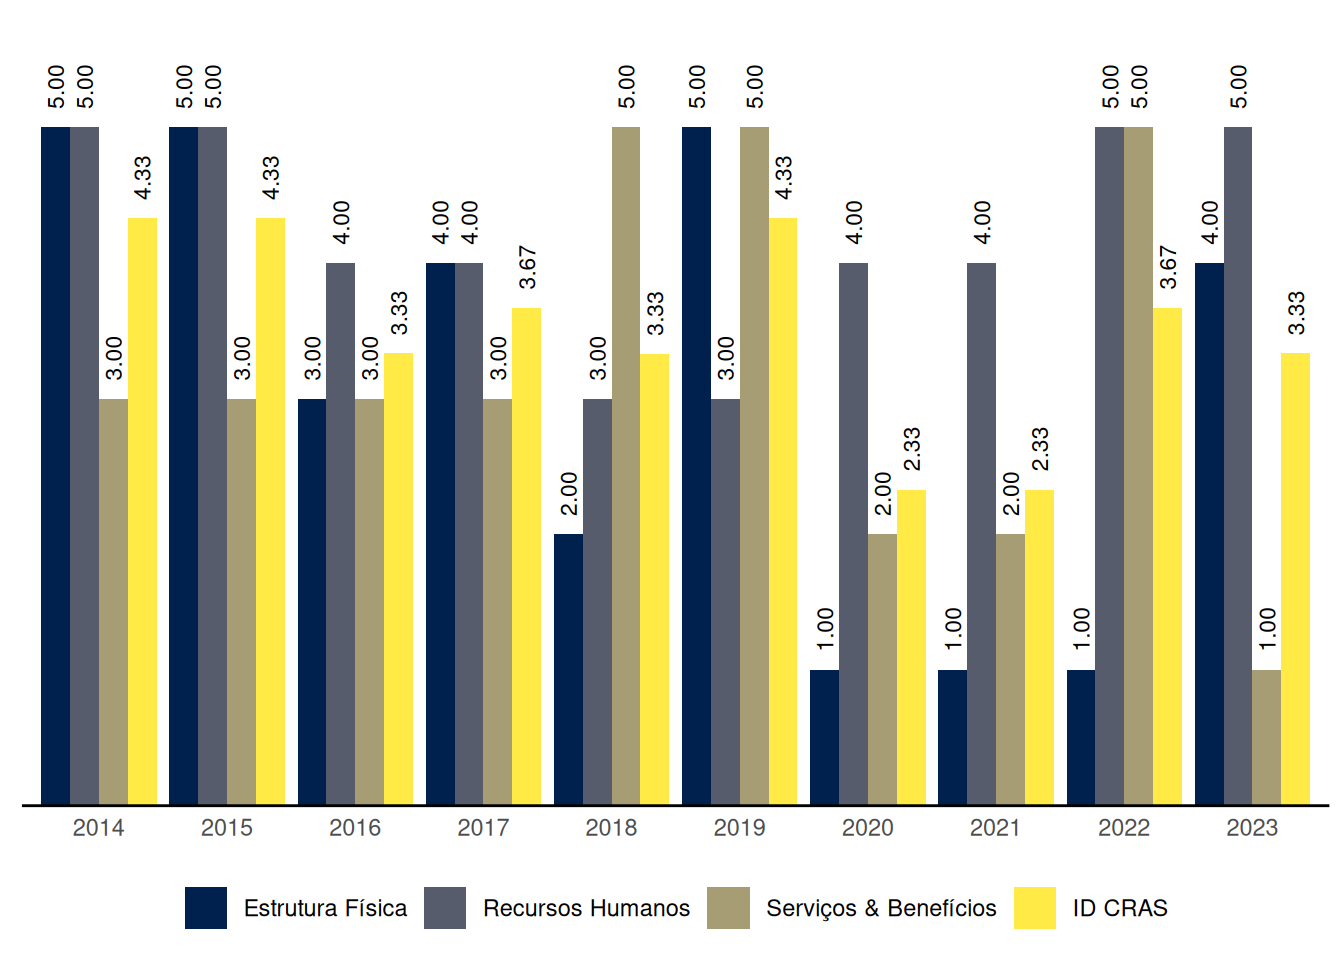 5.00 5.00 3.00 4.33
5.00 5.00 3.00 4.33
3.00 4.00 3.00 3.33
4.00 4.00 3.00 3.67
2.00 3.00 5.00 3.33
5.00 3.00 5.00 4.33
1.00 4.00 2.00 2.33
1.00 4.00 2.00 2.33
1.00 5.00 5.00 3.67
4.00 5.00 1.00 3.33
2014 2015 2016 2017 2018 2019 2020 2021 2022 2023
Estrutura Física Recursos Humanos Serviços & Benefícios ID CRAS